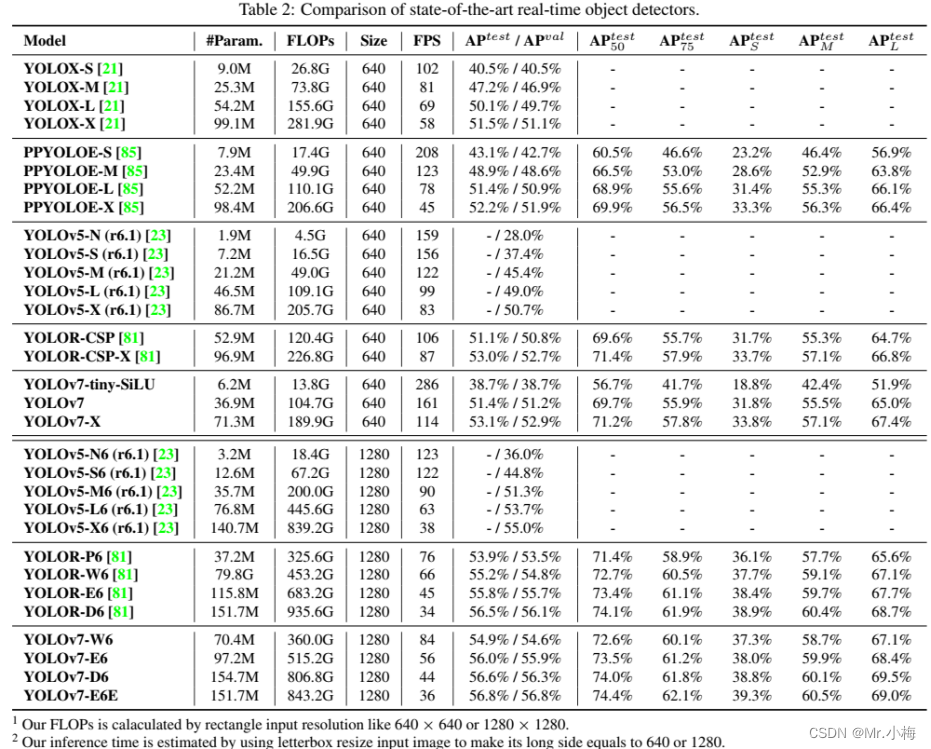 Table 2: Comparison of state-of-the-art real-time object detectors.
Model #Param. FLOPs Size FPS AP^test / AP^val AP_50^test AP_75^test AP_S^test AP_M^test AP_L^test
YOLOX-S [21] 9.0M 26.8G 640 102 40.5% / 40.5% - - - - -
YOLOX-M [21] 25.3M 73.8G 640 81 47.2% / 46.9% - - - - -
YOLOX-L [21] 54.2M 155.6G 640 69 50.1% / 49.7% - - - - -
YOLOX-X [21] 99.1M 281.9G 640 58 51.5% / 51.1% - - - - -
PPYOLOE-S [85] 7.9M 17.4G 640 208 43.1% / 42.7% 60.5% 46.6% 23.2% 46.4% 56.9%
PPYOLOE-M [85] 23.4M 49.9G 640 123 48.9% / 48.6% 66.5% 53.0% 28.6% 52.9% 63.8%
PPYOLOE-L [85] 52.2M 110.1G 640 78 51.4% / 50.9% 68.9% 55.6% 31.4% 55.3% 66.1%
PPYOLOE-X [85] 98.4M 206.6G 640 45 52.2% / 51.9% 69.9% 56.5% 33.3% 56.3% 66.4%
YOLOv5-N (r6.1) [23] 1.9M 4.5G 640 159 - / 28.0% - - - - -
YOLOv5-S (r6.1) [23] 7.2M 16.5G 640 156 - / 37.4% - - - - -
YOLOv5-M (r6.1) [23] 21.2M 49.0G 640 122 - / 45.4% - - - - -
YOLOv5-L (r6.1) [23] 46.5M 109.1G 640 99 - / 49.0% - - - - -
YOLOv5-X (r6.1) [23] 86.7M 205.7G 640 83 - / 50.7% - - - - -
YOLOR-CSP [81] 52.9M 120.4G 640 106 51.1% / 50.8% 69.6% 55.7% 31.7% 55.3% 64.7%
YOLOR-CSP-X [81] 96.9M 226.8G 640 87 53.0% / 52.7% 71.4% 57.9% 33.7% 57.1% 66.8%
YOLOv7-tiny-SiLU 6.2M 13.8G 640 286 38.7% / 38.7% 56.7% 41.7% 18.8% 42.4% 51.9%
YOLOv7 36.9M 104.7G 640 161 51.4% / 51.2% 69.7% 55.9% 31.8% 55.5% 65.0%
YOLOv7-X 71.3M 189.9G 640 114 53.1% / 52.9% 71.2% 57.8% 33.8% 57.1% 67.4%
YOLOv5-N6 (r6.1) [23] 3.2M 18.4G 1280 123 - / 36.0% - - - - -
YOLOv5-S6 (r6.1) [23] 12.6M 67.2G 1280 122 - / 44.8% - - - - -
YOLOv5-M6 (r6.1) [23] 35.7M 200.0G 1280 90 - / 51.3% - - - - -
YOLOv5-L6 (r6.1) [23] 76.8M 445.6G 1280 63 - / 53.7% - - - - -
YOLOv5-X6 (r6.1) [23] 140.7M 839.2G 1280 38 - / 55.0% - - - - -
YOLOR-P6 [81] 37.2M 325.6G 1280 76 53.9% / 53.5% 71.4% 58.9% 36.1% 57.7% 65.6%
YOLOR-W6 [81] 79.8G 453.2G 1280 66 55.2% / 54.8% 72.7% 60.5% 37.7% 59.1% 67.1%
YOLOR-E6 [81] 115.8M 683.2G 1280 45 55.8% / 55.7% 73.4% 61.1% 38.4% 59.7% 67.7%
YOLOR-D6 [81] 151.7M 935.6G 1280 34 56.5% / 56.1% 74.1% 61.9% 38.9% 60.4% 68.7%
YOLOv7-W6 70.4M 360.0G 1280 84 54.9% / 54.6% 72.6% 60.1% 37.3% 58.7% 67.1%
YOLOv7-E6 97.2M 515.2G 1280 56 56.0% / 55.9% 73.5% 61.2% 38.0% 59.9% 68.4%
YOLOv7-D6 154.7M 806.8G 1280 44 56.6% / 56.3% 74.0% 61.8% 38.8% 60.1% 69.5%
YOLOv7-E6E 151.7M 843.2G 1280 36 56.8% / 56.8% 74.4% 62.1% 39.3% 60.5% 69.0%
1 Our FLOPs is calaculated by rectangle input resolution like 640 × 640 or 1280 × 1280.
2 Our inference time is estimated by using letterbox resize input image to make its long side equals to 640 or 1280.
CSDN @Mr.小梅